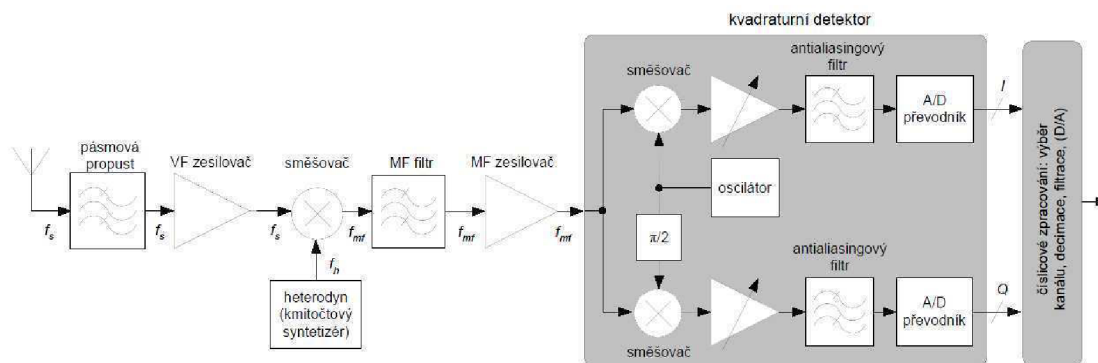 kvadraturní detektor
pásmová
propust
VF zesilovač
směšovač
MF filtr
MF zesilovač
f_s
f_s
f_s
f_mf
f_mf
f_mf
f_h
heterodyn
(kmitočtový
syntetizér)
směšovač
antialiasingový
filtr
A/D
převodník
I
oscilátor
π/2
směšovač
antialiasingový
filtr
A/D
převodník
Q
číslicové zpracování: výběr
kanálu, decimace, filtrace, (D/A)